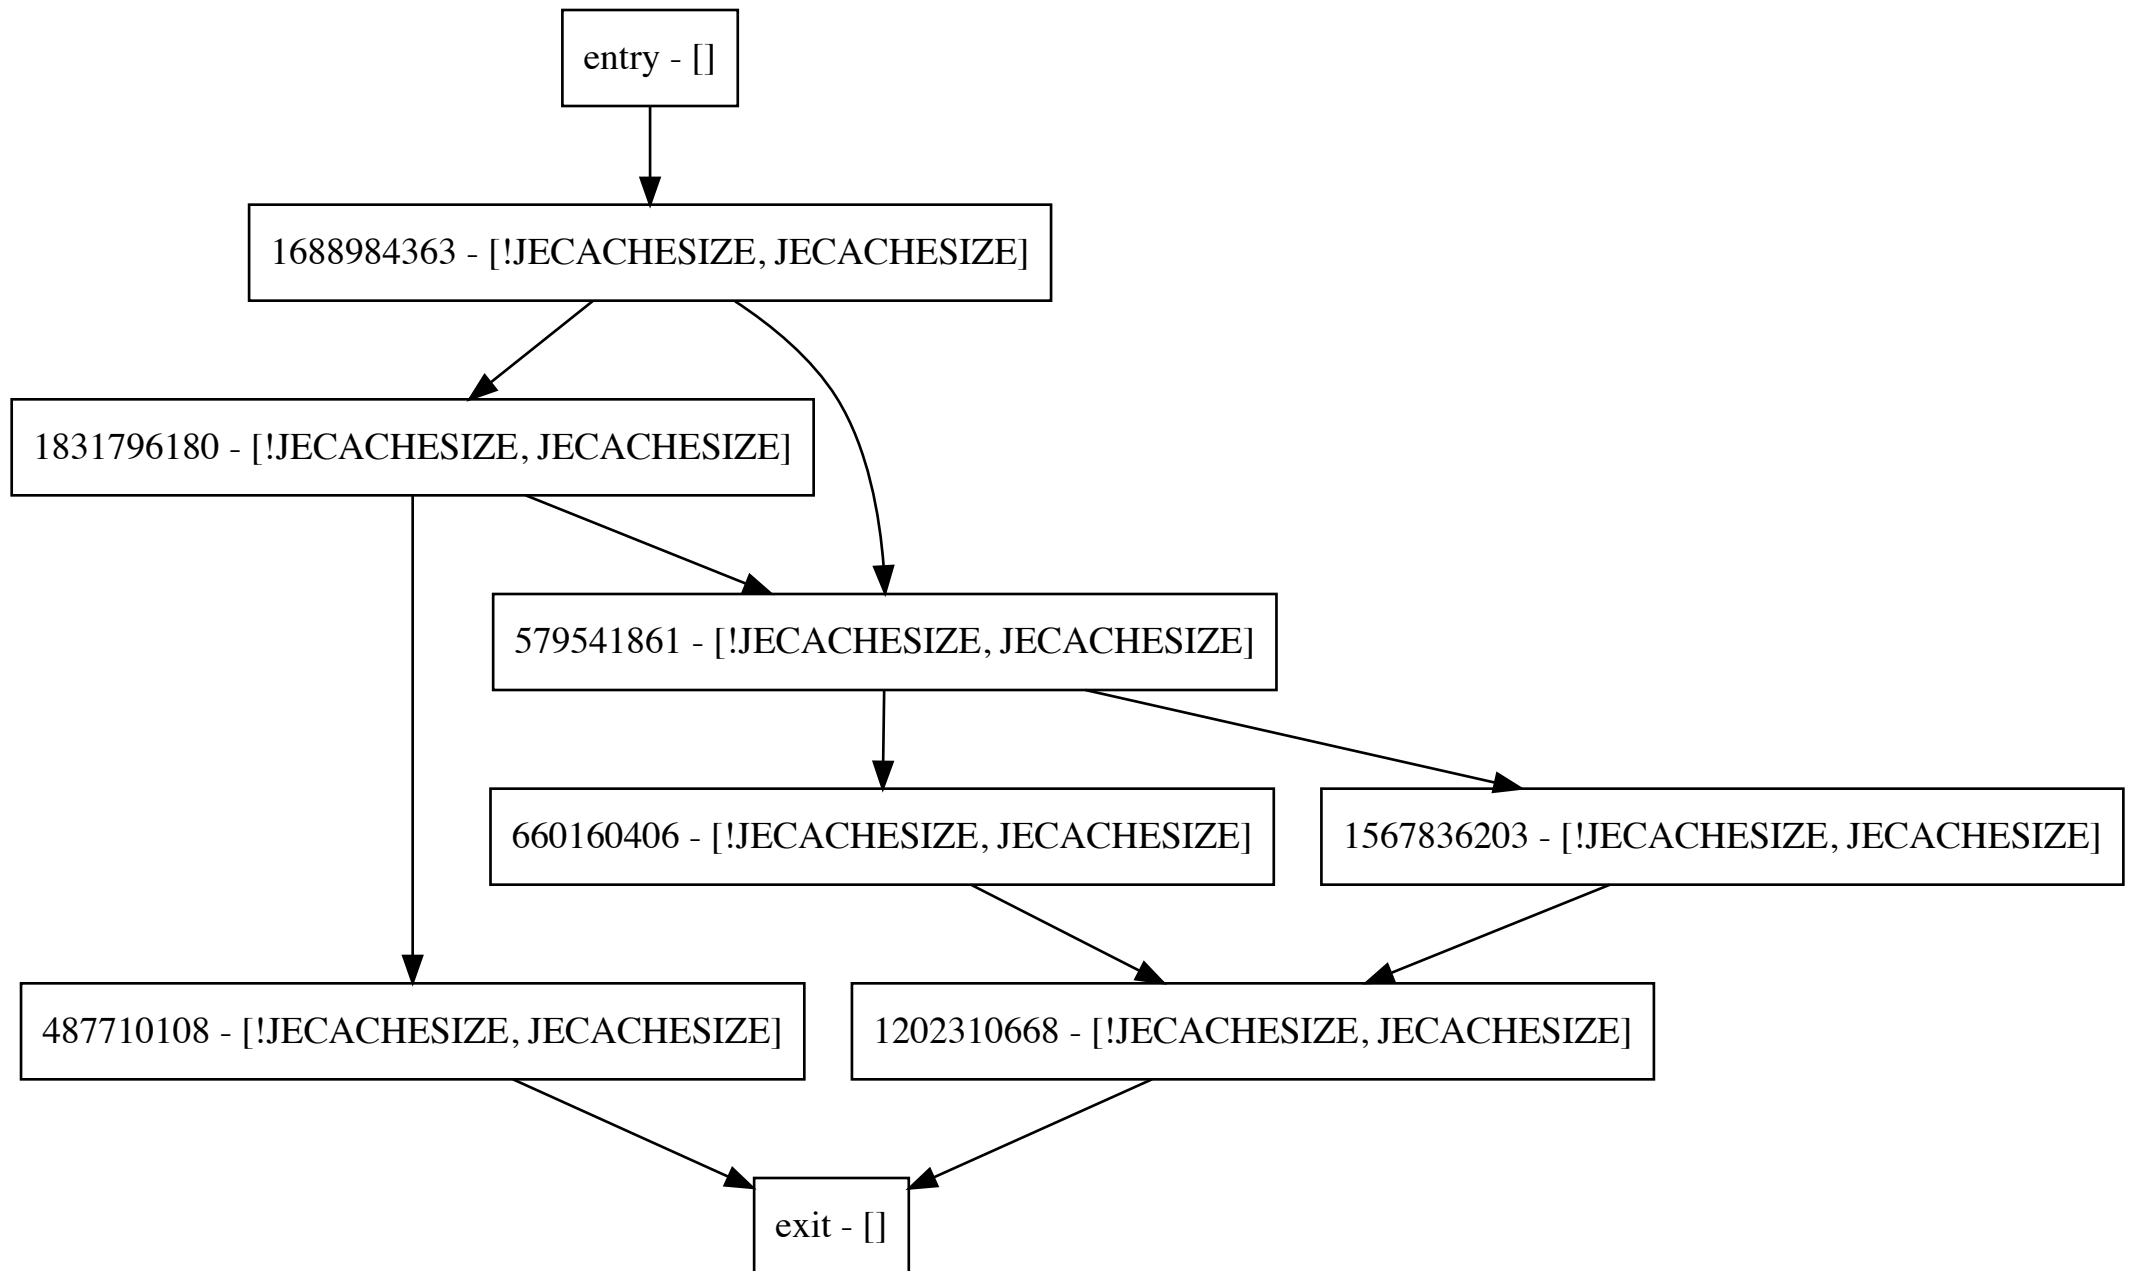 entry - []
1688984363 - [!JECACHESIZE, JECACHESIZE]
1831796180 - [!JECACHESIZE, JECACHESIZE]
579541861 - [!JECACHESIZE, JECACHESIZE]
660160406 - [!JECACHESIZE, JECACHESIZE]
1567836203 - [!JECACHESIZE, JECACHESIZE]
487710108 - [!JECACHESIZE, JECACHESIZE]
1202310668 - [!JECACHESIZE, JECACHESIZE]
exit - []